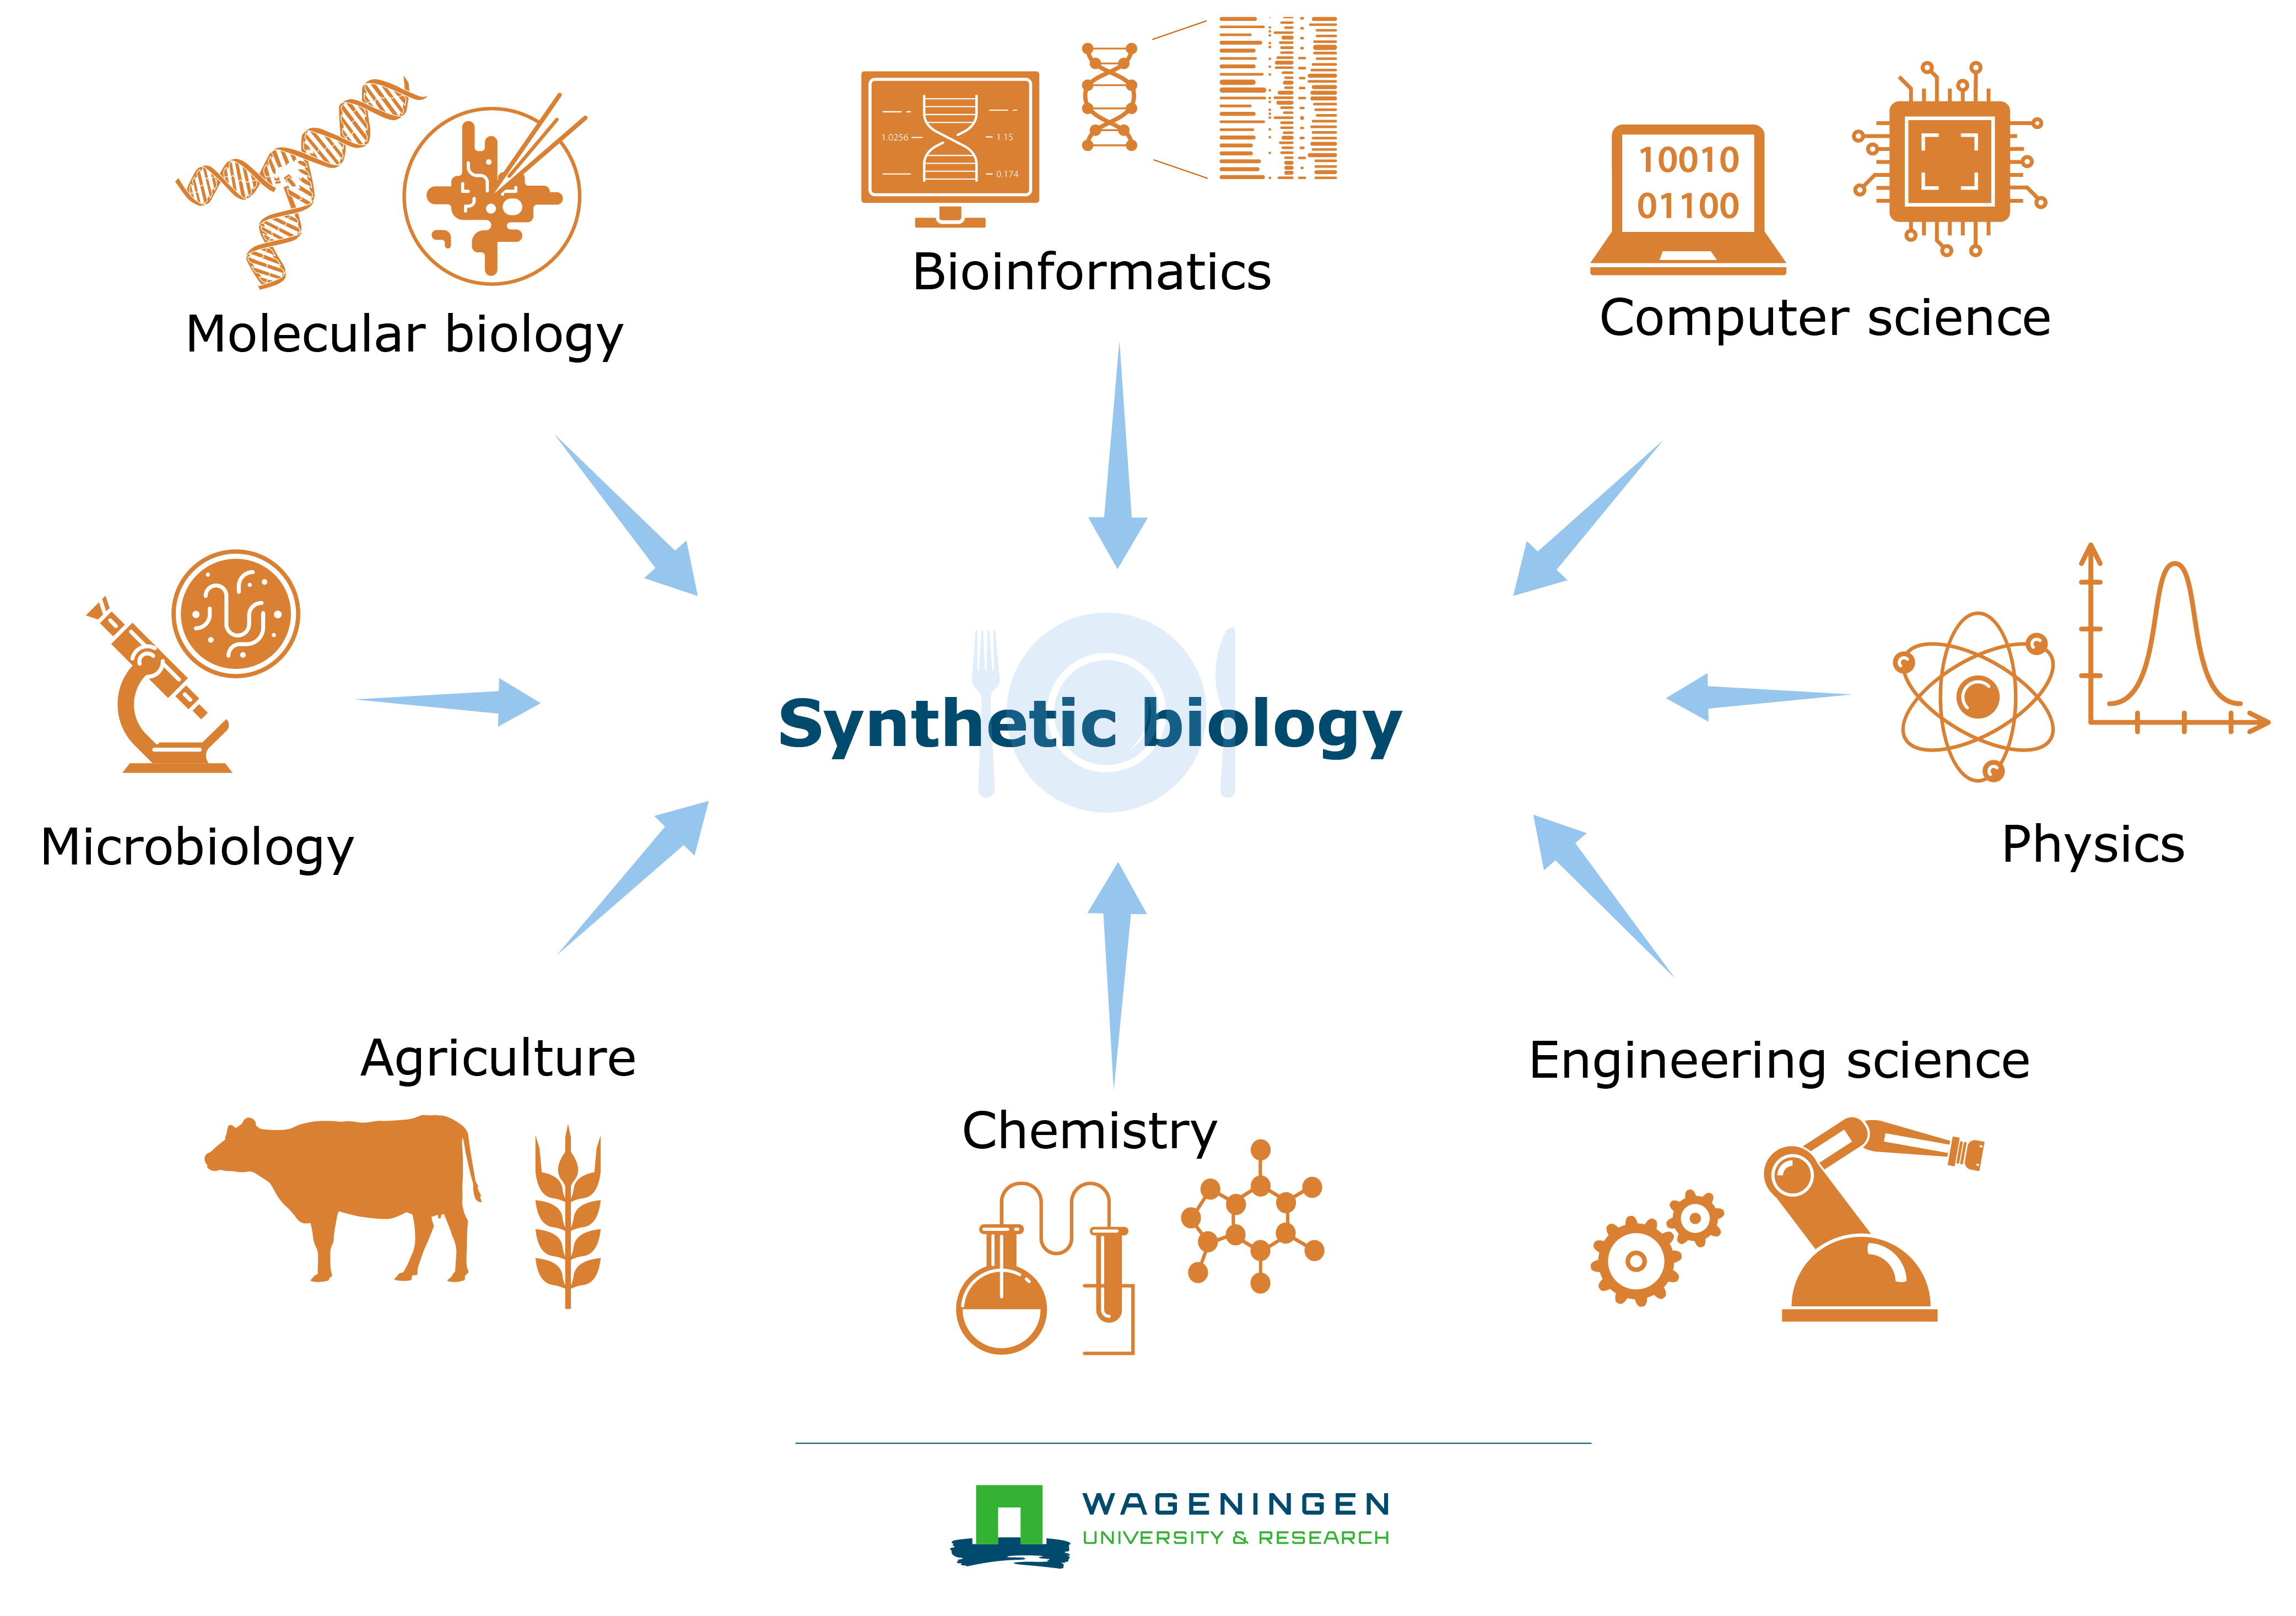 Bioinformatics
1.0256
1.15
0.174
Molecular biology
10010
01100
Computer science
Microbiology
Synthetic biology
Physics
Agriculture
Chemistry
Engineering science
WAGENINGEN
UNIVERSITY & RESEARCH